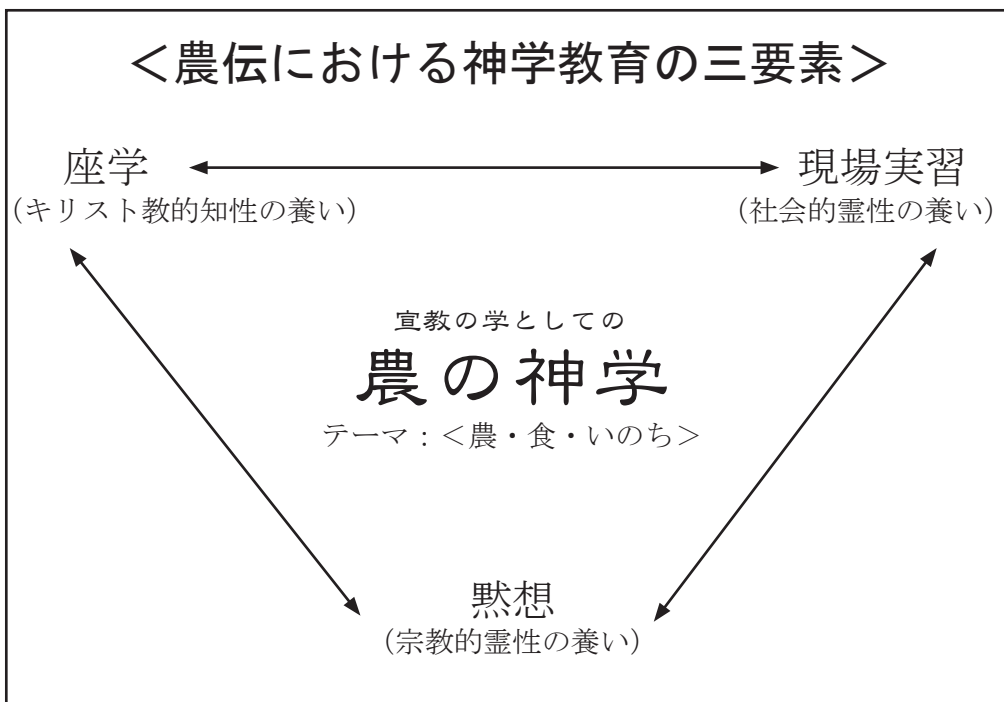 ＜農伝における神学教育の三要素＞
座学
現場実習
（キリスト教的知性の養い）
（社会的霊性の養い）
宣教の学としての
農の神学
テーマ：＜農・食・いのち＞
黙想
（宗教的霊性の養い）